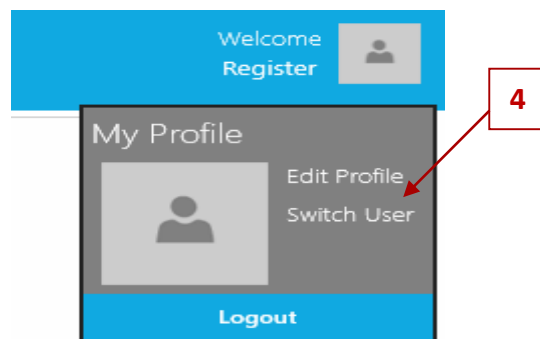 Welcome
Register
4
My Profile
Edit Profile
Switch User
Logout